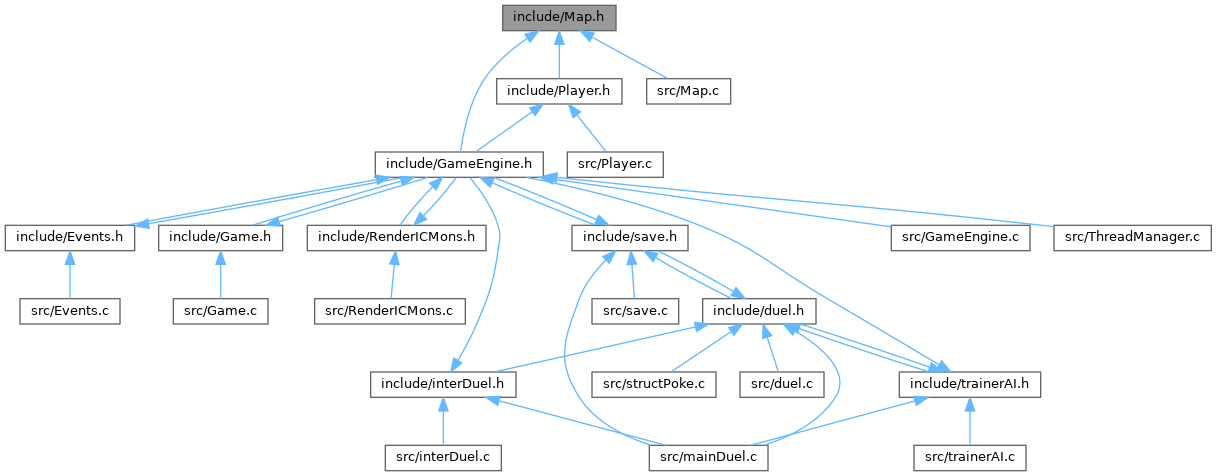 include/Map.h
include/Player.h
src/Map.c
include/GameEngine.h
src/Player.c
include/Events.h
include/Game.h
include/RenderICMons.h
include/save.h
src/GameEngine.c
src/ThreadManager.c
src/Events.c
src/Game.c
src/RenderICMons.c
src/save.c
include/duel.h
include/interDuel.h
src/structPoke.c
src/duel.c
include/trainerAI.h
src/interDuel.c
src/mainDuel.c
src/trainerAI.c